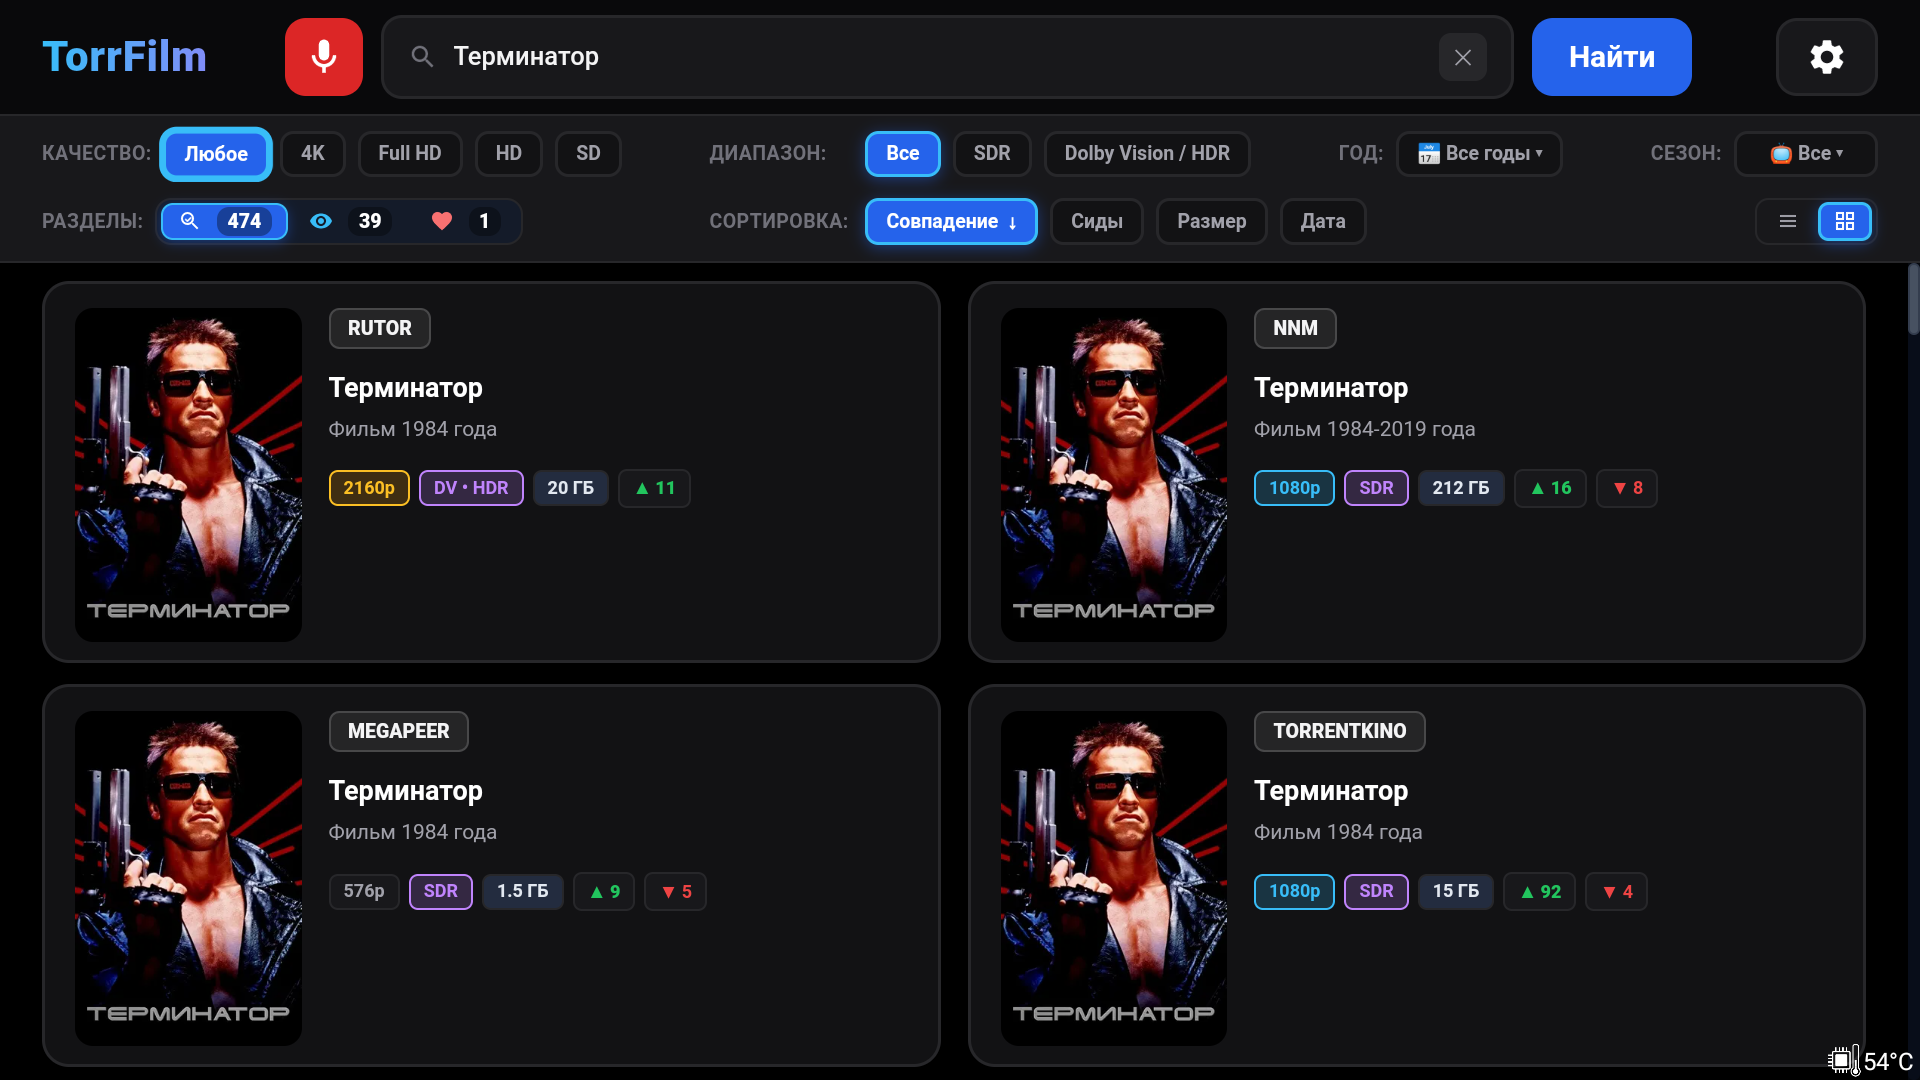 TorrFilm
Терминатор
Найти
КАЧЕСТВО: Любое 4K Full HD HD SD
ДИАПАЗОН: Все SDR Dolby Vision / HDR
ГОД: July 17 Все годы ▾
СЕЗОН: Все ▾
РАЗДЕЛЫ: 474 39 1
СОРТИРОВКА: Совпадение ↓ Сиды Размер Дата
RUTOR
Терминатор
Фильм 1984 года
2160p DV • HDR 20 ГБ ▲ 11
ТЕРМИНАТОР
NNM
Терминатор
Фильм 1984-2019 года
1080p SDR 212 ГБ ▲ 16 ▼ 8
ТЕРМИНАТОР
MEGAPEER
Терминатор
Фильм 1984 года
576p SDR 1.5 ГБ ▲ 9 ▼ 5
ТЕРМИНАТОР
TORRENTKINO
Терминатор
Фильм 1984 года
1080p SDR 15 ГБ ▲ 92 ▼ 4
ТЕРМИНАТОР
54°C